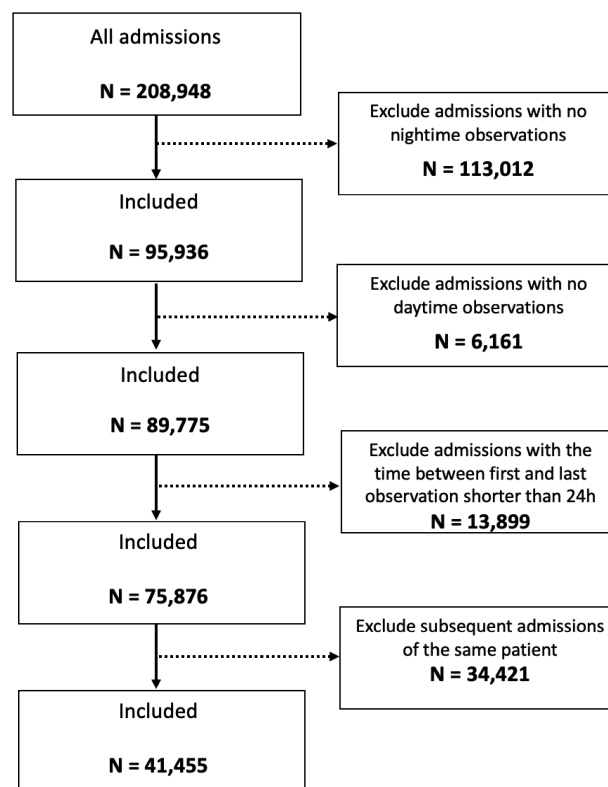 All admissions
N = 208,948
Exclude admissions with no
nightime observations
N = 113,012
Included
N = 95,936
Exclude admissions with no
daytime observations
N = 6,161
Included
N = 89,775
Exclude admissions with the
time between first and last
observation shorter than 24h
N = 13,899
Included
N = 75,876
Exclude subsequent admissions
of the same patient
N = 34,421
Included
N = 41,455